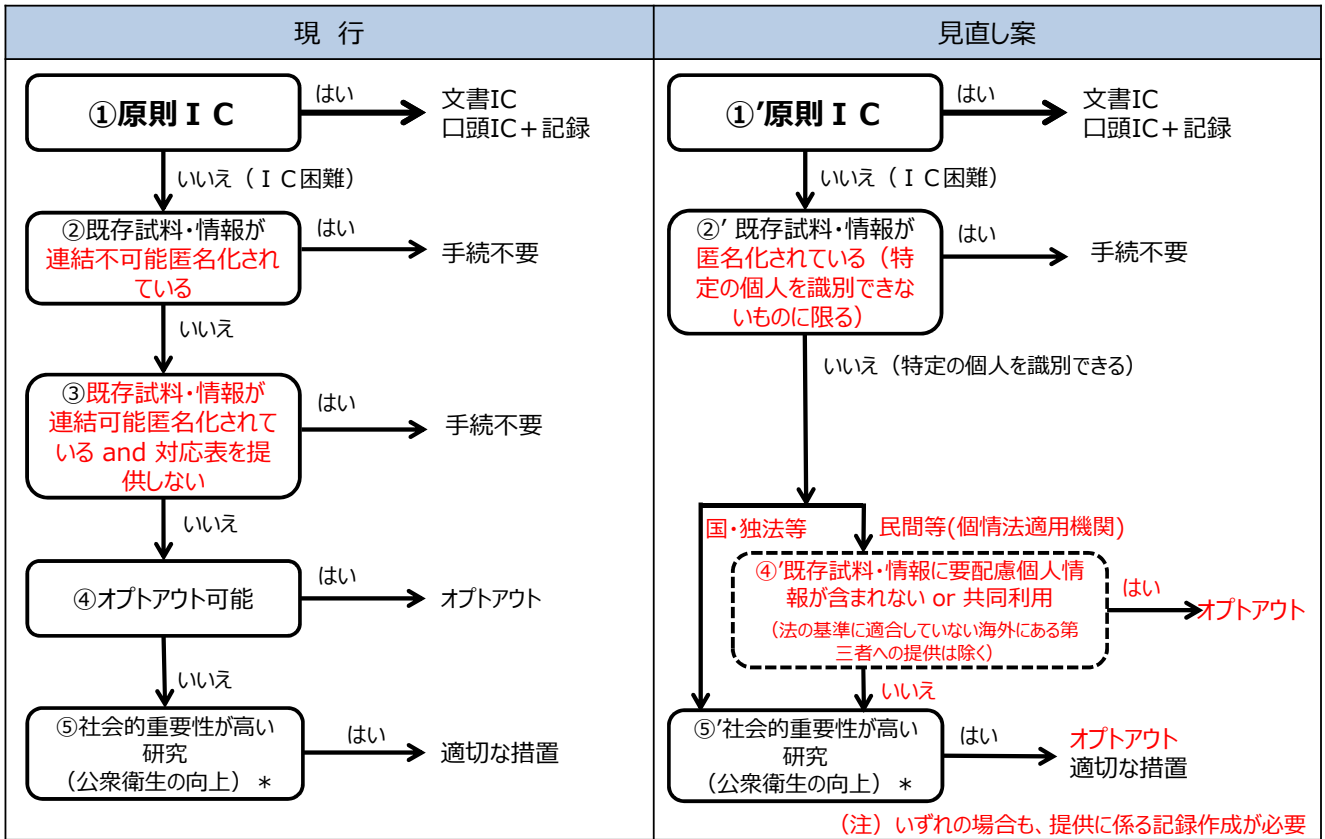 現 行
①原則ＩＣ
はい
文書IC
口頭IC＋記録
いいえ（ＩＣ困難）
②既存試料・情報が
連結不可能匿名化され
ている
はい
手続不要
いいえ
③既存試料・情報が
連結可能匿名化されて
いる and 対応表を提
供しない
はい
手続不要
いいえ
④オプトアウト可能
はい
オプトアウト
いいえ
⑤社会的重要性が高い
研究
（公衆衛生の向上）＊
はい
適切な措置
見直し案
①’原則ＩＣ
はい
文書IC
口頭IC＋記録
いいえ（ＩＣ困難）
②’ 既存試料・情報が
匿名化されている（特
定の個人を識別できな
いものに限る）
はい
手続不要
いいえ（特定の個人を識別できる）
国・独法等
民間等(個情法適用機関)
④’既存試料・情報に要配慮個人情
報が含まれない or 共同利用
（法の基準に適合していない海外にある第
三者への提供は除く）
はい
オプトアウト
いいえ
⑤’社会的重要性が高い
研究
（公衆衛生の向上）＊
はい
オプトアウト
適切な措置
（注）いずれの場合も、提供に係る記録作成が必要